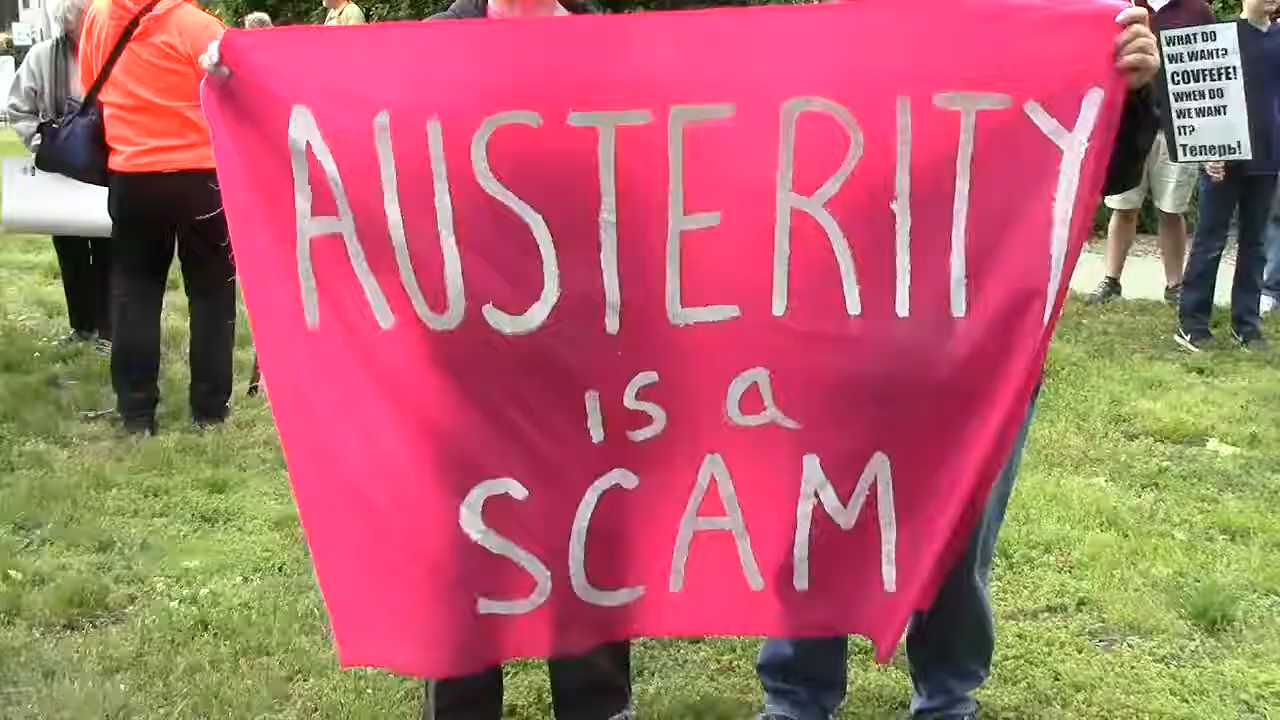 AUSTERITY
is a
SCAM
WHAT DO
WE WANT?
COVFEFE!
WHEN DO
WE WANT
IT?
Теперь!